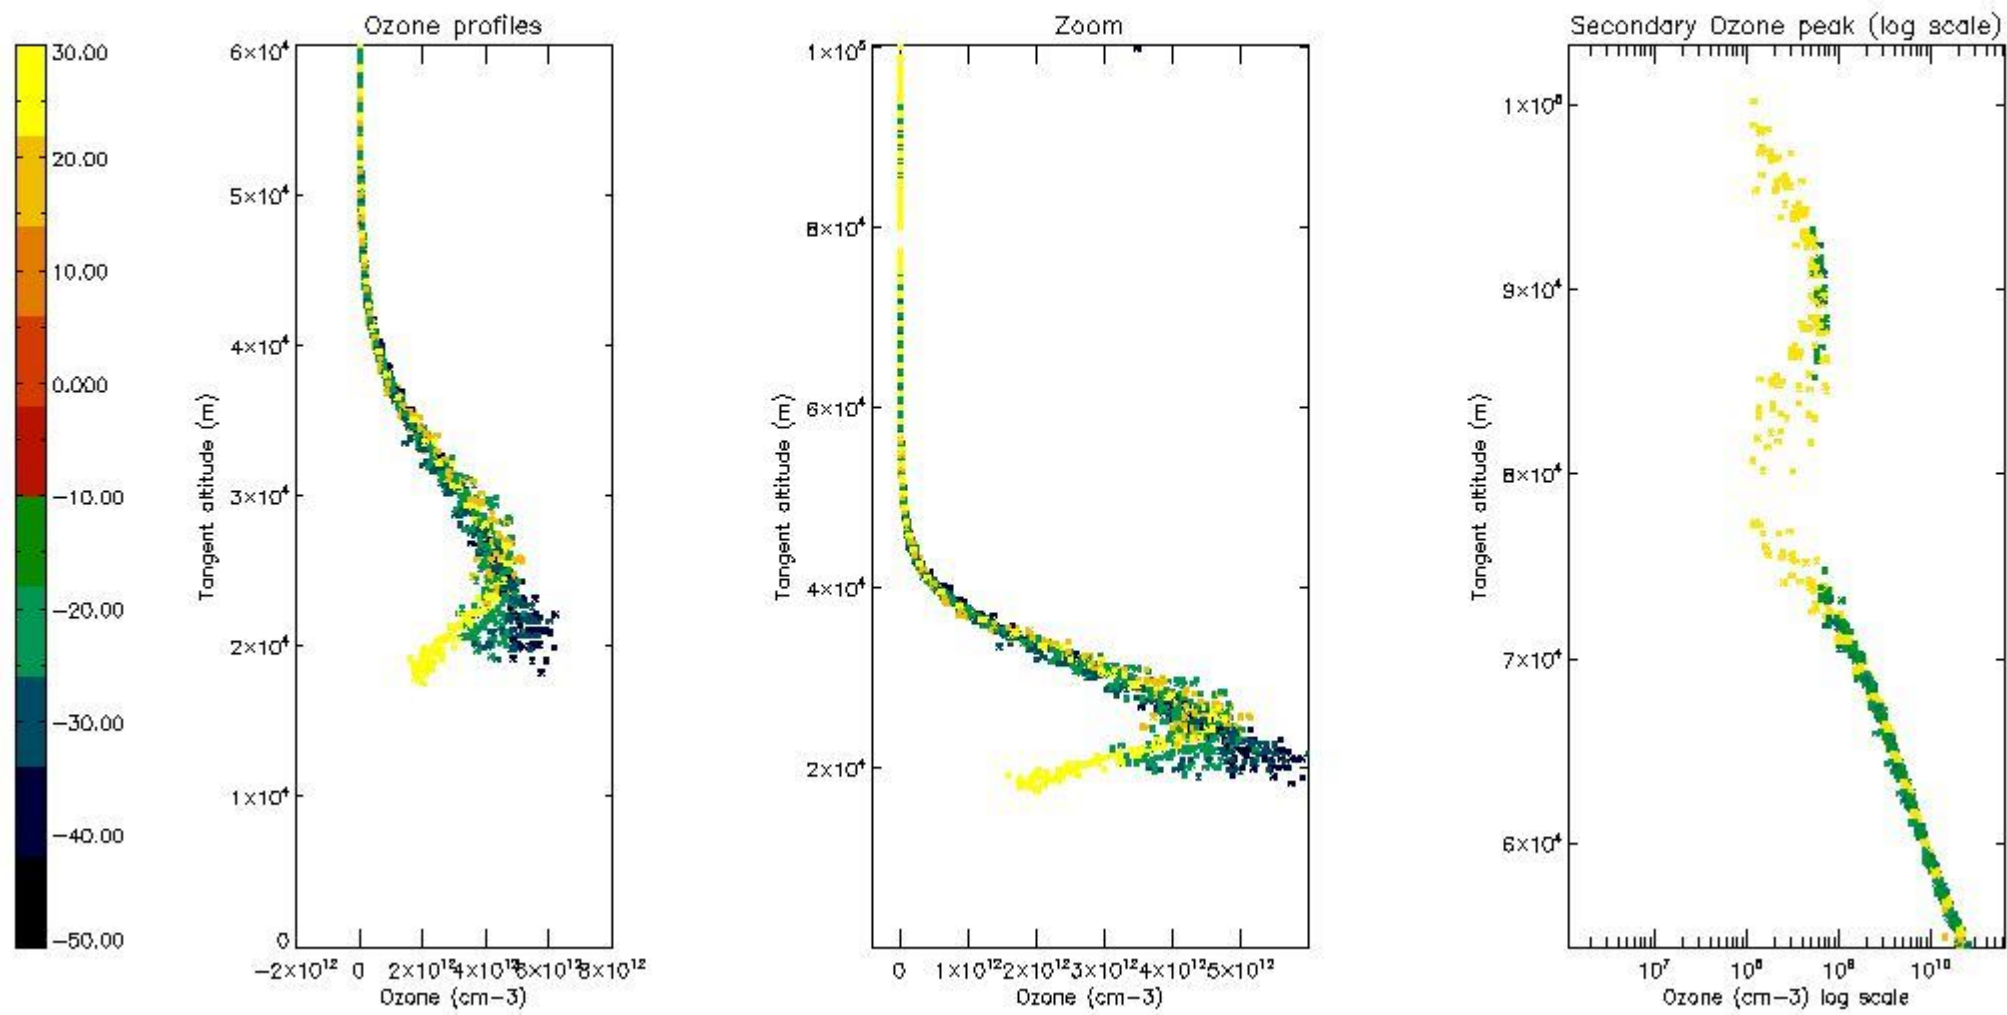 Ozone profiles
Zoom
Secondary Ozone peak (log scale)
30.00
20.00
10.00
0.000
-10.00
-20.00
-30.00
-40.00
-50.00
6×10⁴
5×10⁴
4×10⁴
3×10⁴
2×10⁴
1×10⁴
0
Tangent altitude (m)
-2×10¹² 0 2×10¹² 4×10¹² 6×10¹² 8×10¹²
Ozone (cm-3)
1×10⁵
8×10⁴
6×10⁴
4×10⁴
2×10⁴
Tangent altitude (m)
0 1×10¹² 2×10¹² 3×10¹² 4×10¹² 5×10¹²
Ozone (cm-3)
1×10⁵
9×10⁴
8×10⁴
7×10⁴
6×10⁴
Tangent altitude (m)
10⁷ 10⁸ 10⁹ 10¹⁰
Ozone (cm-3) log scale